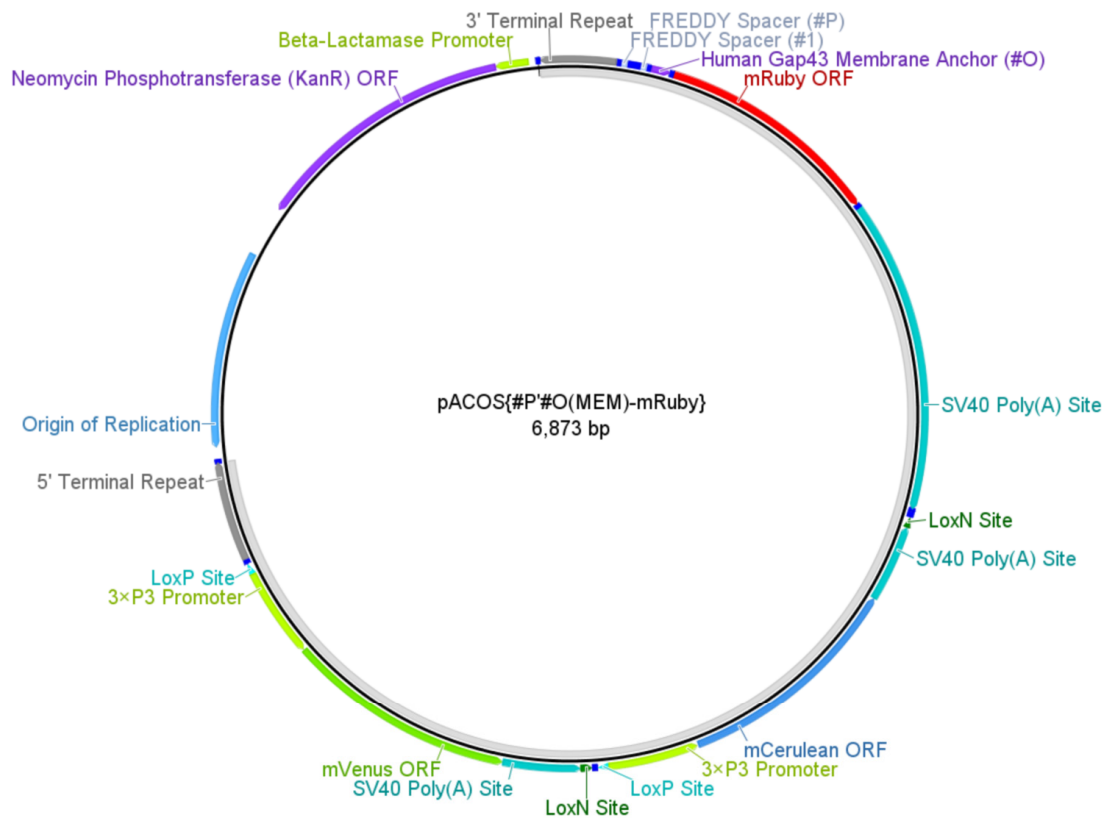 3' Terminal Repeat
FREDDY Spacer (#P)
Beta-Lactamase Promoter
FREDDY Spacer (#1)
Human Gap43 Membrane Anchor (#O)
Neomycin Phosphotransferase (KanR) ORF
mRuby ORF
pACOS{#P'#O(MEM)-mRuby}
6,873 bp
SV40 Poly(A) Site
Origin of Replication
5' Terminal Repeat
LoxN Site
SV40 Poly(A) Site
LoxP Site
3×P3 Promoter
mCerulean ORF
mVenus ORF
3×P3 Promoter
SV40 Poly(A) Site
LoxP Site
LoxN Site